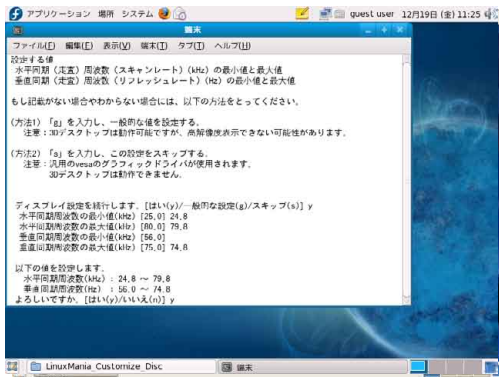 アプリケーション 場所 システム guest user 12月19日 (金) 11:25
端末
ファイル(F) 編集(E) 表示(V) 端末(T) タブ(T) ヘルプ(H)
設定する値
水平同期（走査）周波数（スキャンレート）(kHz) の最小値と最大値
垂直同期（走査）周波数（リフレッシュレート）(Hz) の最小値と最大値
もし記載がない場合やわからない場合には、以下の方法をとってください。
(方法1) 「g」を入力し、一般的な値を設定する.
注意：3Dデスクトップは動作可能ですが、高解像度表示できない可能性があります.
(方法2) 「s」を入力し、この設定をスキップする.
注意：汎用のvesaのグラフィックドライバが使用されます.
3Dデスクトップは動作できません.
ディスプレイ設定を続行します. [はい(y)/一般的な設定(g)/スキップ(s)] y
水平同期周波数の最小値(kHz) [25.0] 24.8
水平同期周波数の最大値(kHz) [80.0] 79.8
垂直同期周波数の最小値(kHz) [56.0]
垂直同期周波数の最大値(kHz) [75.0] 74.8
以下の値を設定します.
水平同期周波数(kHz) : 24.8 ～ 79.8
垂直同期周波数(Hz) : 56.0 ～ 74.8
よろしいですか. [はい(y)/いいえ(n)] y
LinuxMania_Customize_Disc 端末